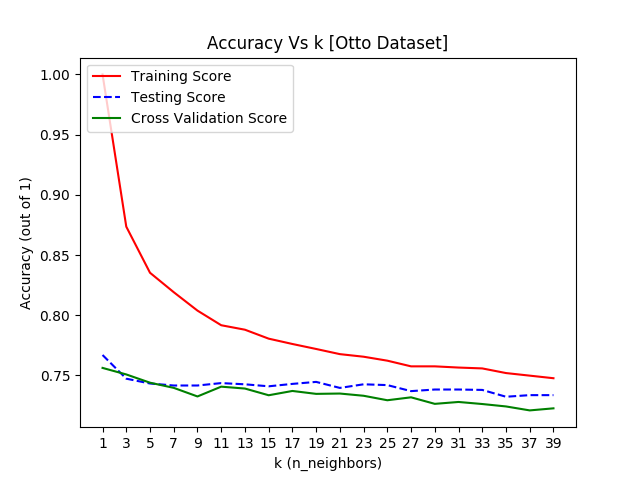 Accuracy Vs k [Otto Dataset]
Training Score
Testing Score
Cross Validation Score
Accuracy (out of 1)
1.00
0.95
0.90
0.85
0.80
0.75
1 3 5 7 9 11 13 15 17 19 21 23 25 27 29 31 33 35 37 39
k (n_neighbors)